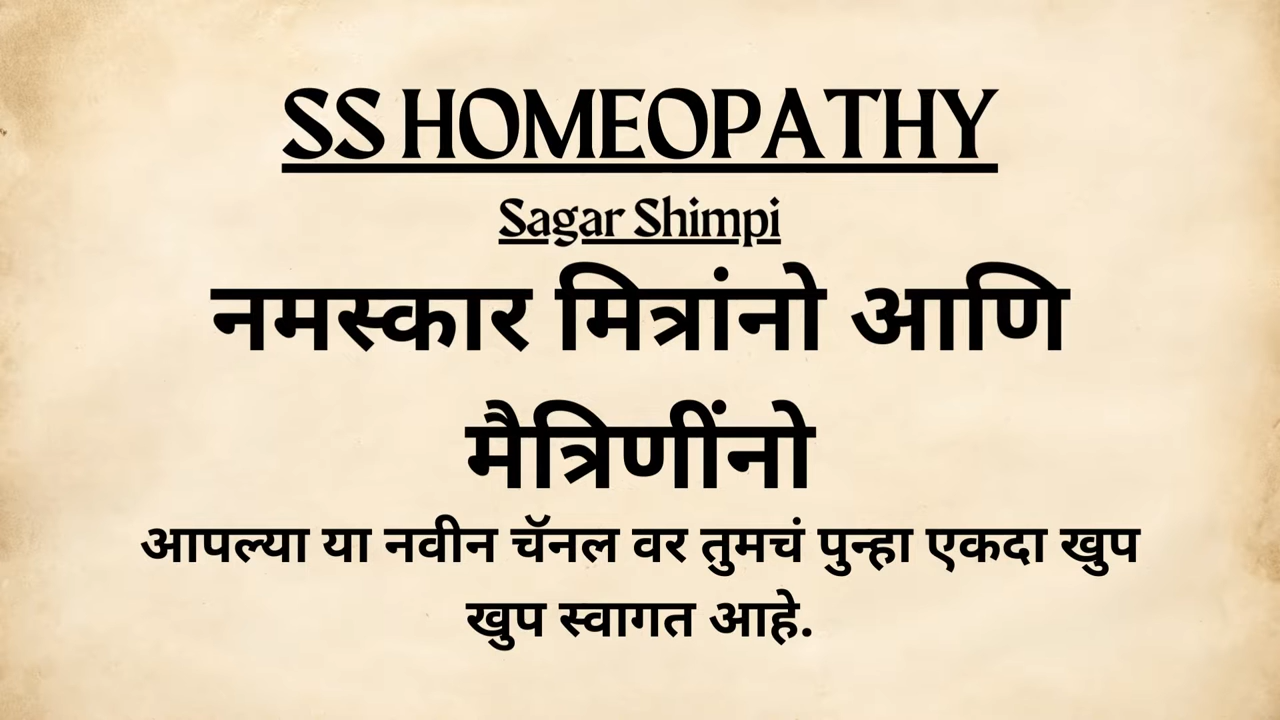 SS HOMEOPATHY
Sagar Shimpi
नमस्कार मित्रांनो आणि
मैत्रिणींनो
आपल्या या नवीन चॅनल वर तुमचं पुन्हा एकदा खुप
खुप स्वागत आहे.